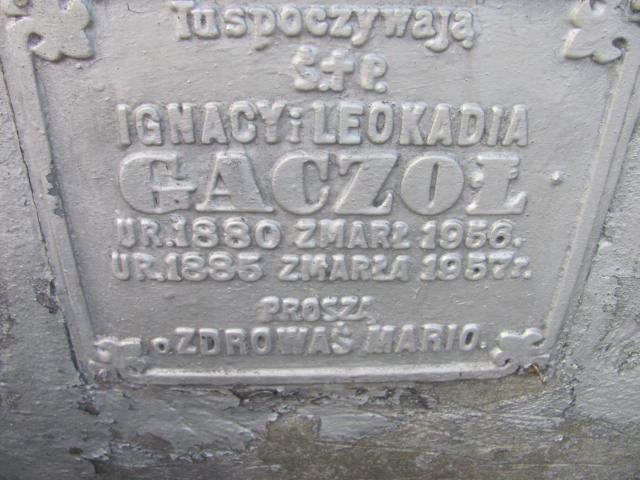 Tu spoczywają
Ś.†P.
IGNACY i LEOKADIA
GACZOŁ
UR. 1880 ZMARŁ 1956.
UR. 1885 ZMARŁA 1957 r.
PROSZĄ
o. ZDROWAŚ MARIO.